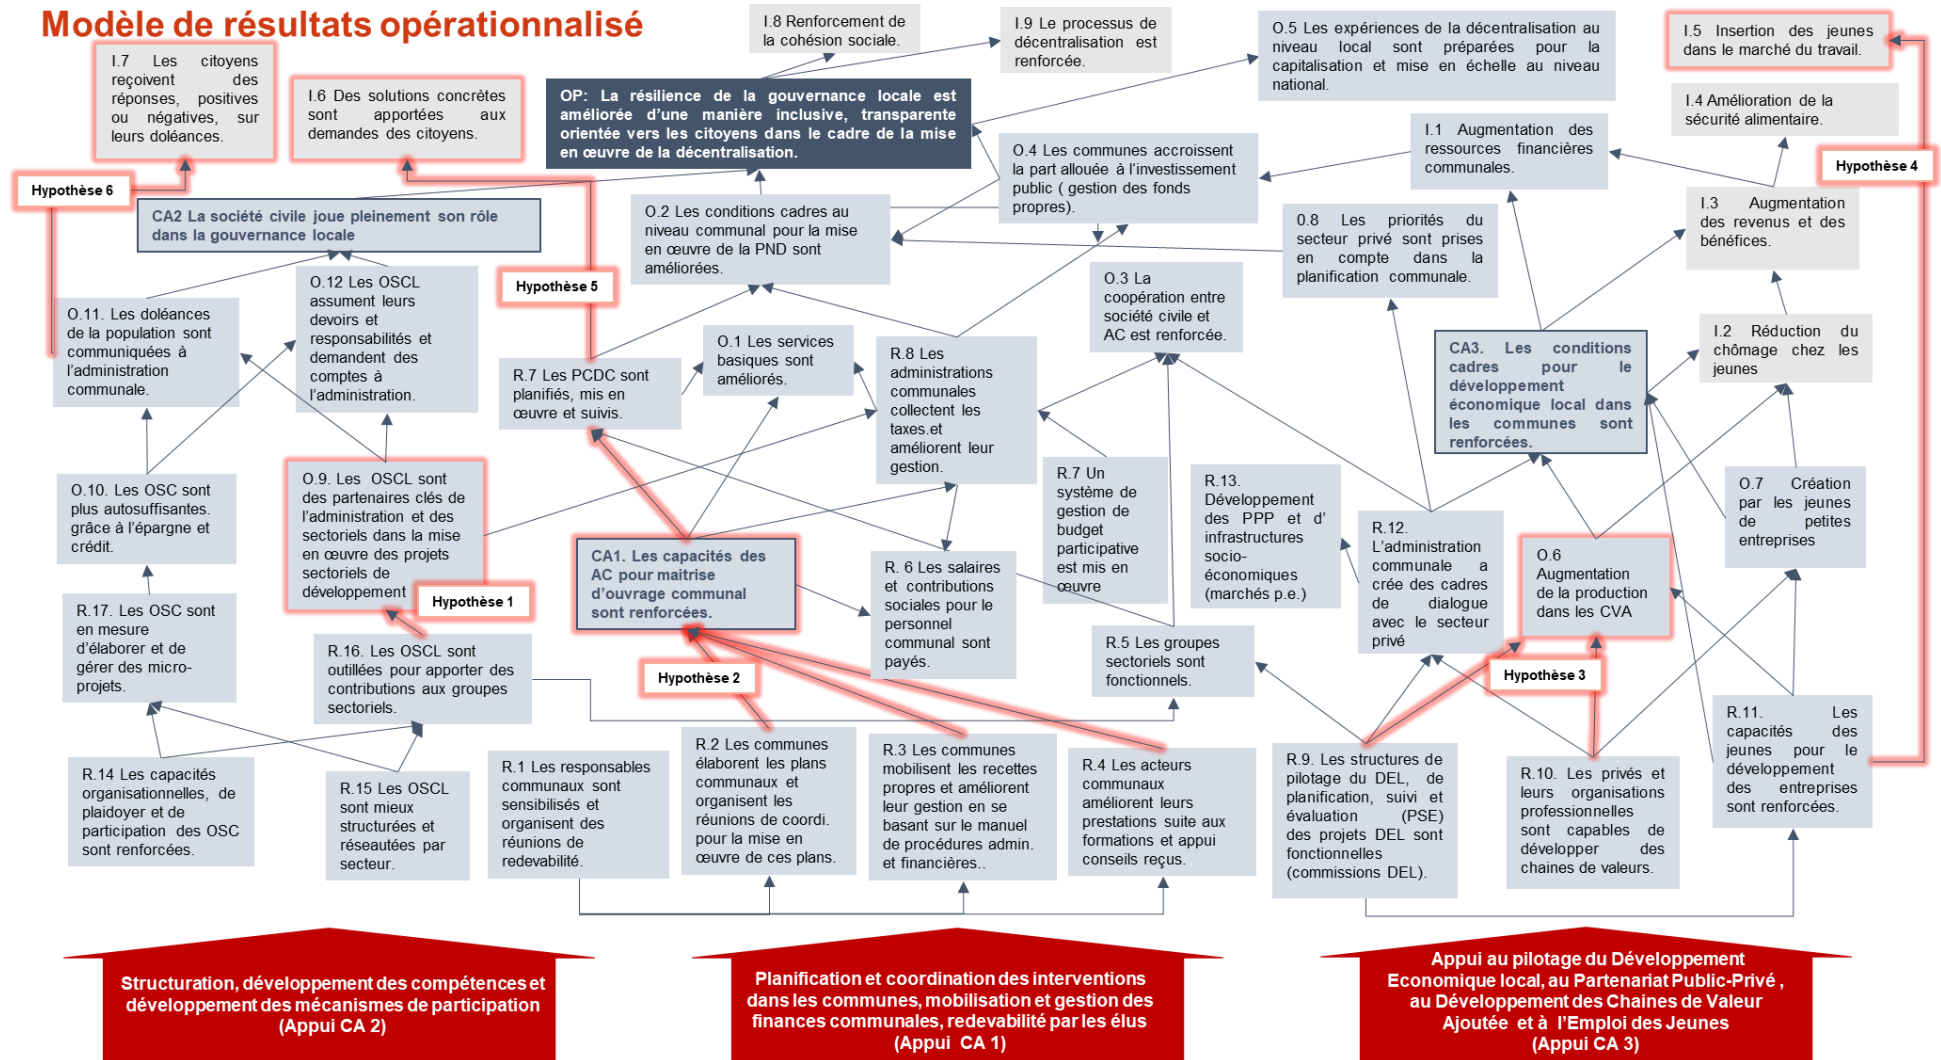 Modèle de résultats opérationnalisé
I.7 Les citoyens
reçoivent des
réponses, positives
ou négatives, sur
leurs doléances.
I.6 Des solutions concrètes
sont apportées aux
demandes des citoyens.
I.8 Renforcement de
la cohésion sociale.
I.9 Le processus de
décentralisation est
renforcée.
O.5 Les expériences de la décentralisation au
niveau local sont préparées pour la
capitalisation et mise en échelle au niveau
national.
I.5 Insertion des jeunes
dans le marché du travail.
OP: La résilience de la gouvernance locale est
améliorée d'une manière inclusive, transparente
orientée vers les citoyens dans le cadre de la mise
en œuvre de la décentralisation.
I.4 Amélioration de la
sécurité alimentaire.
I.1 Augmentation des
ressources financières
communales.
O.4 Les communes accroissent
la part allouée à l'investissement
public ( gestion des fonds
propres).
Hypothèse 4
Hypothèse 6
CA2 La société civile joue pleinement son rôle
dans la gouvernance locale
O.2 Les conditions cadres au
niveau communal pour la mise
en œuvre de la PND sont
améliorées.
0.8 Les priorités du
secteur privé sont prises
en compte dans la
planification communale.
I.3 Augmentation
des revenus et des
bénéfices.
Hypothèse 5
O.11. Les doléances
de la population sont
communiquées à
l'administration
communale.
O.12 Les OSCL
assument leurs
devoirs et
responsabilités et
demandent des
comptes à
l'administration.
O.3 La
coopération entre
société civile et
AC est renforcée.
I.2 Réduction du
chômage chez les
jeunes
O.1 Les services
basiques sont
améliorés.
R.7 Les PCDC sont
planifiés, mis en
œuvre et suivis.
R.8 Les
administrations
communales
collectent les
taxes.et
améliorent leur
gestion.
CA3. Les conditions
cadres pour le
développement
économique local dans
les communes sont
renforcées.
O.10. Les OSC sont
plus autosuffisantes.
grâce à l'épargne et
crédit.
O.9. Les OSCL sont
des partenaires clés de
l'administration et des
sectoriels dans la mise
en œuvre des projets
sectoriels de
développement
Hypothèse 1
R.7 Un
système de
gestion de
budget
participative
est mis en
œuvre
R.13.
Développement
des PPP et d'
infrastructures
socio-
économiques
(marchés p.e.)
O.7 Création
par les jeunes
de petites
entreprises
R.12.
L'administration
communale a
crée des cadres
de dialogue
avec le secteur
privé
O.6
Augmentation
de la production
dans les CVA
CA1. Les capacités des
AC pour maitrise
d'ouvrage communal
sont renforcées.
R. 6 Les salaires
et contributions
sociales pour le
personnel
communal sont
payés.
R.17. Les OSC sont
en mesure
d'élaborer et de
gérer des micro-
projets.
R.16. Les OSCL sont
outillées pour apporter des
contributions aux groupes
sectoriels.
R.5 Les groupes
sectoriels sont
fonctionnels.
Hypothèse 2
Hypothèse 3
R.11. Les
capacités des
jeunes pour le
développement
des entreprises
sont renforcées.
R.14 Les capacités
organisationnelles, de
plaidoyer et de
participation des OSC
sont renforcées.
R.15 Les OSCL
sont mieux
structurées et
réseautées par
secteur.
R.1 Les responsables
communaux sont
sensibilisés et
organisent des
réunions de
redevabilité.
R.2 Les communes
élaborent les plans
communaux et
organisent les
réunions de coordi.
pour la mise en
œuvre de ces plans.
R.3 Les communes
mobilisent les recettes
propres et améliorent
leur gestion en se
basant sur le manuel
de procédures admin.
et financières..
R.4 Les acteurs
communaux
améliorent leurs
prestations suite aux
formations et appui
conseils reçus.
R.9. Les structures de
pilotage du DEL, de
planification, suivi et
évaluation (PSE)
des projets DEL sont
fonctionnelles
(commissions DEL).
R.10. Les privés et
leurs organisations
professionnelles
sont capables de
développer des
chaines de valeurs.
Structuration, développement des compétences et
développement des mécanismes de participation
(Appui CA 2)
Planification et coordination des interventions
dans les communes, mobilisation et gestion des
finances communales, redevabilité par les élus
(Appui CA 1)
Appui au pilotage du Développement
Economique local, au Partenariat Public-Privé ,
au Développement des Chaines de Valeur
Ajoutée et à l'Emploi des Jeunes
(Appui CA 3)